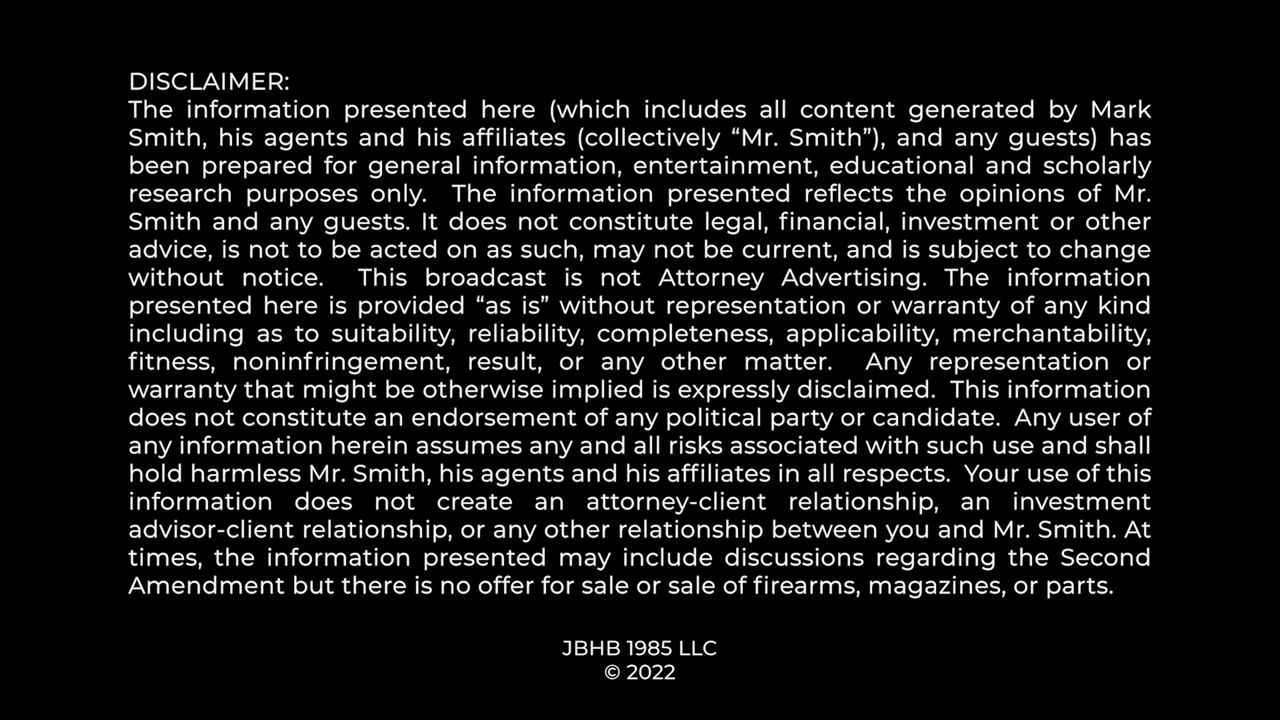 DISCLAIMER:
The information presented here (which includes all content generated by Mark
Smith, his agents and his affiliates (collectively “Mr. Smith”), and any guests) has
been prepared for general information, entertainment, educational and scholarly
research purposes only. The information presented reflects the opinions of Mr.
Smith and any guests. It does not constitute legal, financial, investment or other
advice, is not to be acted on as such, may not be current, and is subject to change
without notice. This broadcast is not Attorney Advertising. The information
presented here is provided “as is” without representation or warranty of any kind
including as to suitability, reliability, completeness, applicability, merchantability,
fitness, noninfringement, result, or any other matter. Any representation or
warranty that might be otherwise implied is expressly disclaimed. This information
does not constitute an endorsement of any political party or candidate. Any user of
any information herein assumes any and all risks associated with such use and shall
hold harmless Mr. Smith, his agents and his affiliates in all respects. Your use of this
information does not create an attorney-client relationship, an investment
advisor-client relationship, or any other relationship between you and Mr. Smith. At
times, the information presented may include discussions regarding the Second
Amendment but there is no offer for sale or sale of firearms, magazines, or parts.
JBHB 1985 LLC
© 2022